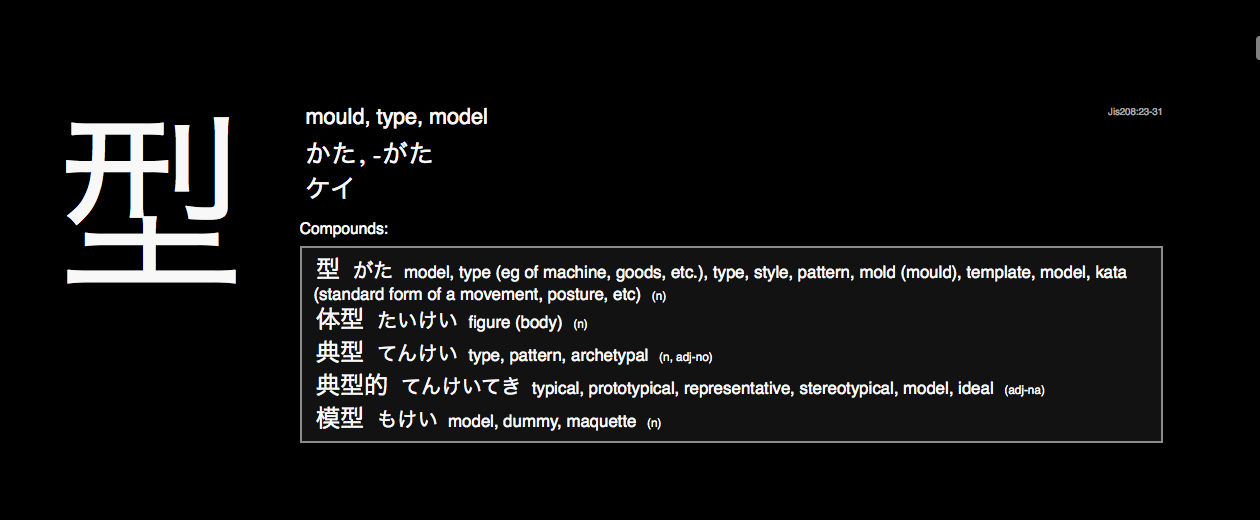 型
mould, type, model
Jis208:23-31
かた, -がた
ケイ
Compounds:
型 がた model, type (eg of machine, goods, etc.), type, style, pattern, mold (mould), template, model, kata
(standard form of a movement, posture, etc) (n)
体型 たいけい figure (body) (n)
典型 てんけい type, pattern, archetypal (n, adj-no)
典型的 てんけいてき typical, prototypical, representative, stereotypical, model, ideal (adj-na)
模型 もけい model, dummy, maquette (n)